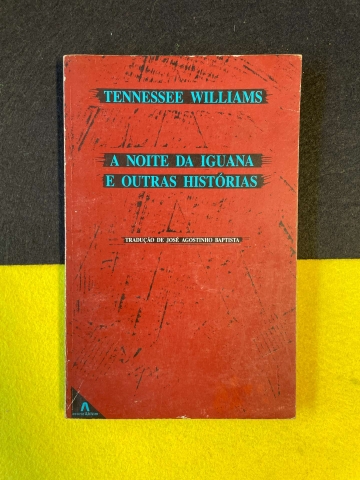 TENNESSEE WILLIAMS
A NOITE DA IGUANA
E OUTRAS HISTÓRIAS
TRADUÇÃO DE JOSÉ AGOSTINHO BAPTISTA